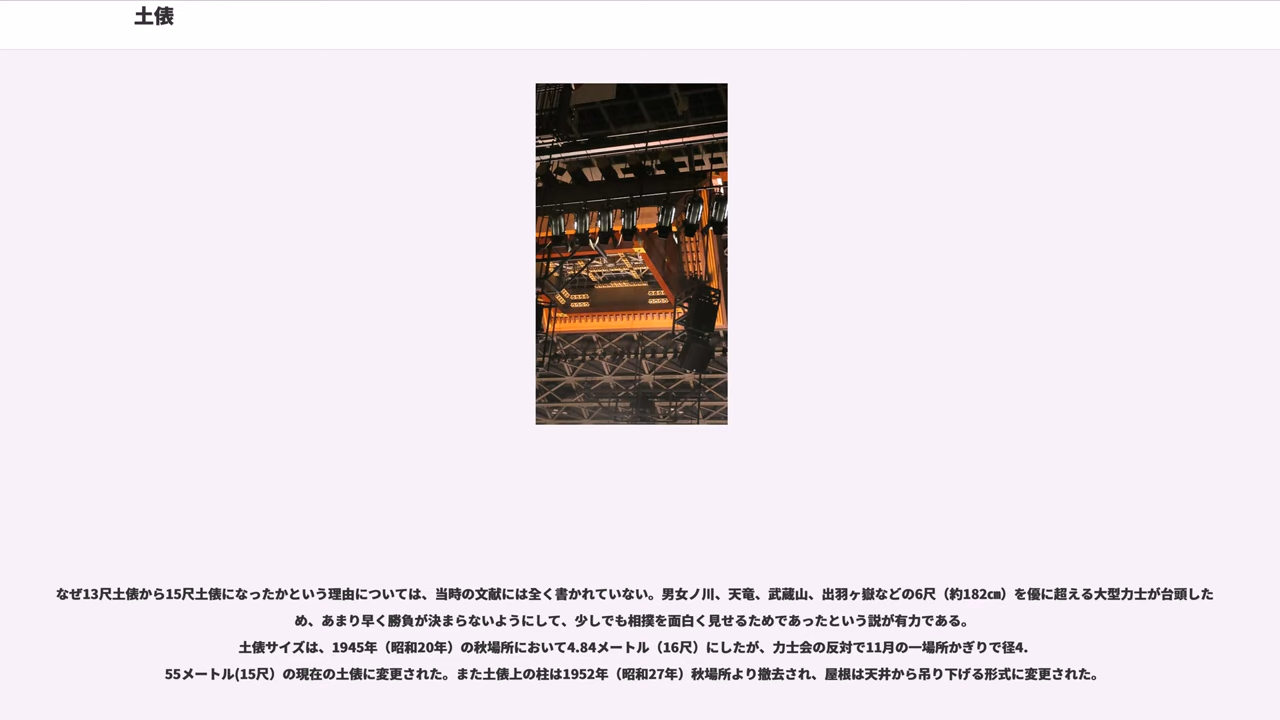 土俵
なぜ13尺土俵から15尺土俵になったかという理由については、当時の文献には全く書かれていない。男女ノ川、天竜、武蔵山、出羽ヶ嶽などの6尺（約182㎝）を優に超える大型力士が台頭した
め、あまり早く勝負が決まらないようにして、少しでも相撲を面白く見せるためであったという説が有力である。
土俵サイズは、1945年（昭和20年）の秋場所において4.84メートル（16尺）にしたが、力士会の反対で11月の一場所かぎりで径4.
55メートル(15尺）の現在の土俵に変更された。また土俵上の柱は1952年（昭和27年）秋場所より撤去され、屋根は天井から吊り下げる形式に変更された。